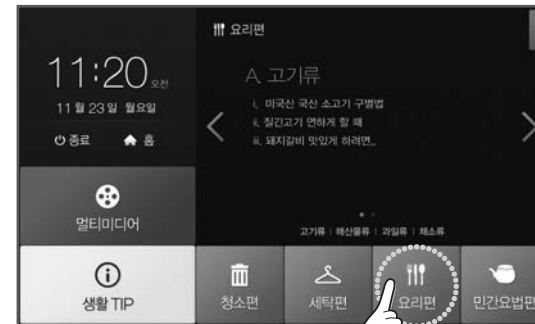 11:20 오전
11월 23일 월요일
종료 홈
멀티미디어
생활 TIP
요리편
A. 고기류
i. 미국산 국산 소고기 구별법
ii. 질긴고기 연하게 할 때
iii. 돼지갈비 맛있게 하려면..
고기류 | 해산물류 | 과일류 | 채소류
청소편
세탁편
요리편
민간요법편